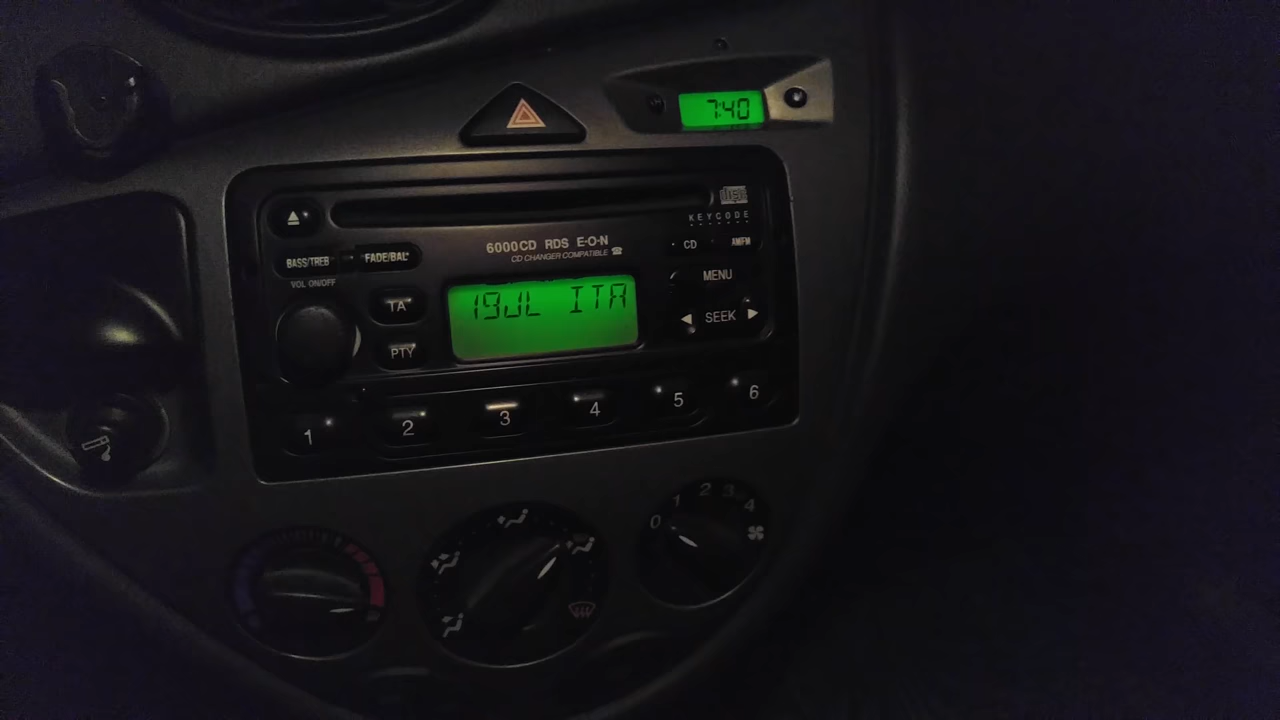 7:40
disc
KEYCODE
6000CD RDS E·O·N
CD CHANGER COMPATIBLE
CD
AM/FM
BASS/TREB
FADE/BAL
VOL ON/OFF
MENU
TA
19JL ITA
SEEK
PTY
1 2 3 4 5 6
0 1 2 3 4